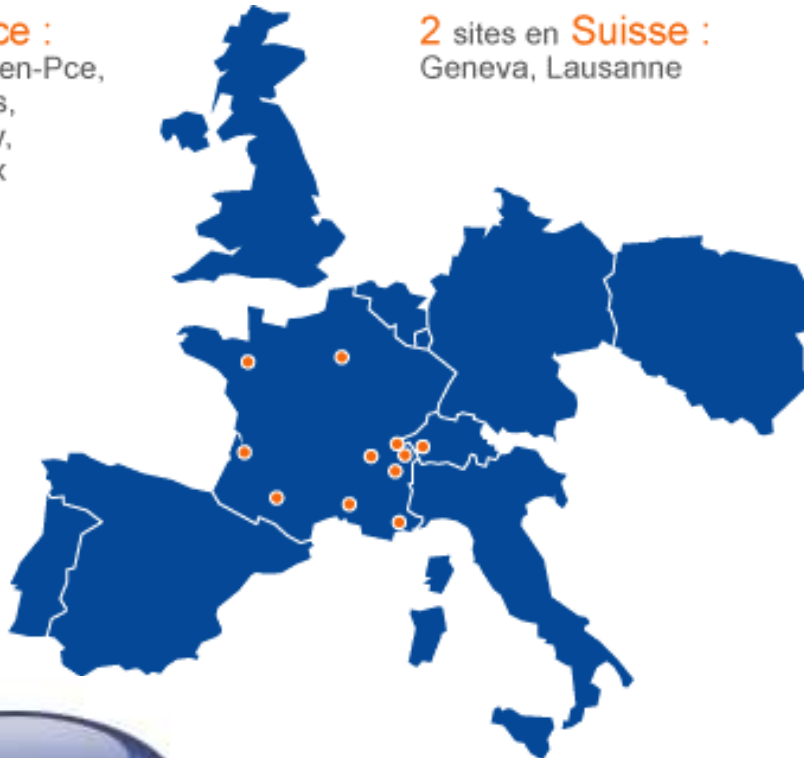 ce :
en-Pce,
s,
y,
x
2 sites en Suisse :
Geneva, Lausanne